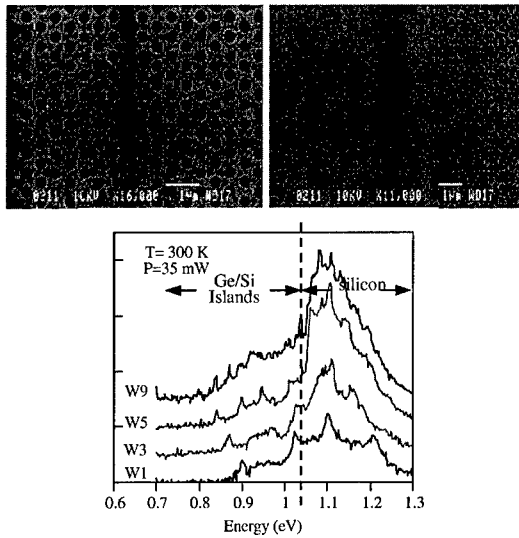 0211 10KV X16,000 1µm WD17
0211 10KV X11,000 1µm WD17
T= 300 K
P=35 mW
Ge/Si
Islands
silicon
W9
W5
W3
W1
0.6 0.7 0.8 0.9 1 1.1 1.2 1.3
Energy (eV)